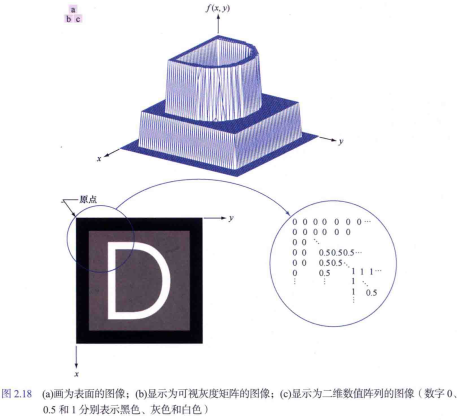 a
b c
f(x, y)
y
x
原点
y
x
0 0 0 0 0 0 0 ···
0 0 0 0 0 0
0 0 ⋱
0 0 0.5 0.5 0.5 ···
0 0 0.5 0.5 ⋱
0 0.5 1 1 1 ···
⋮ ⋮ 1 ⋱
1 0.5
⋮
D
图 2.18 (a)画为表面的图像；(b)显示为可视灰度矩阵的图像；(c)显示为二维数值阵列的图像（数字 0、
0.5 和 1 分别表示黑色、灰色和白色）